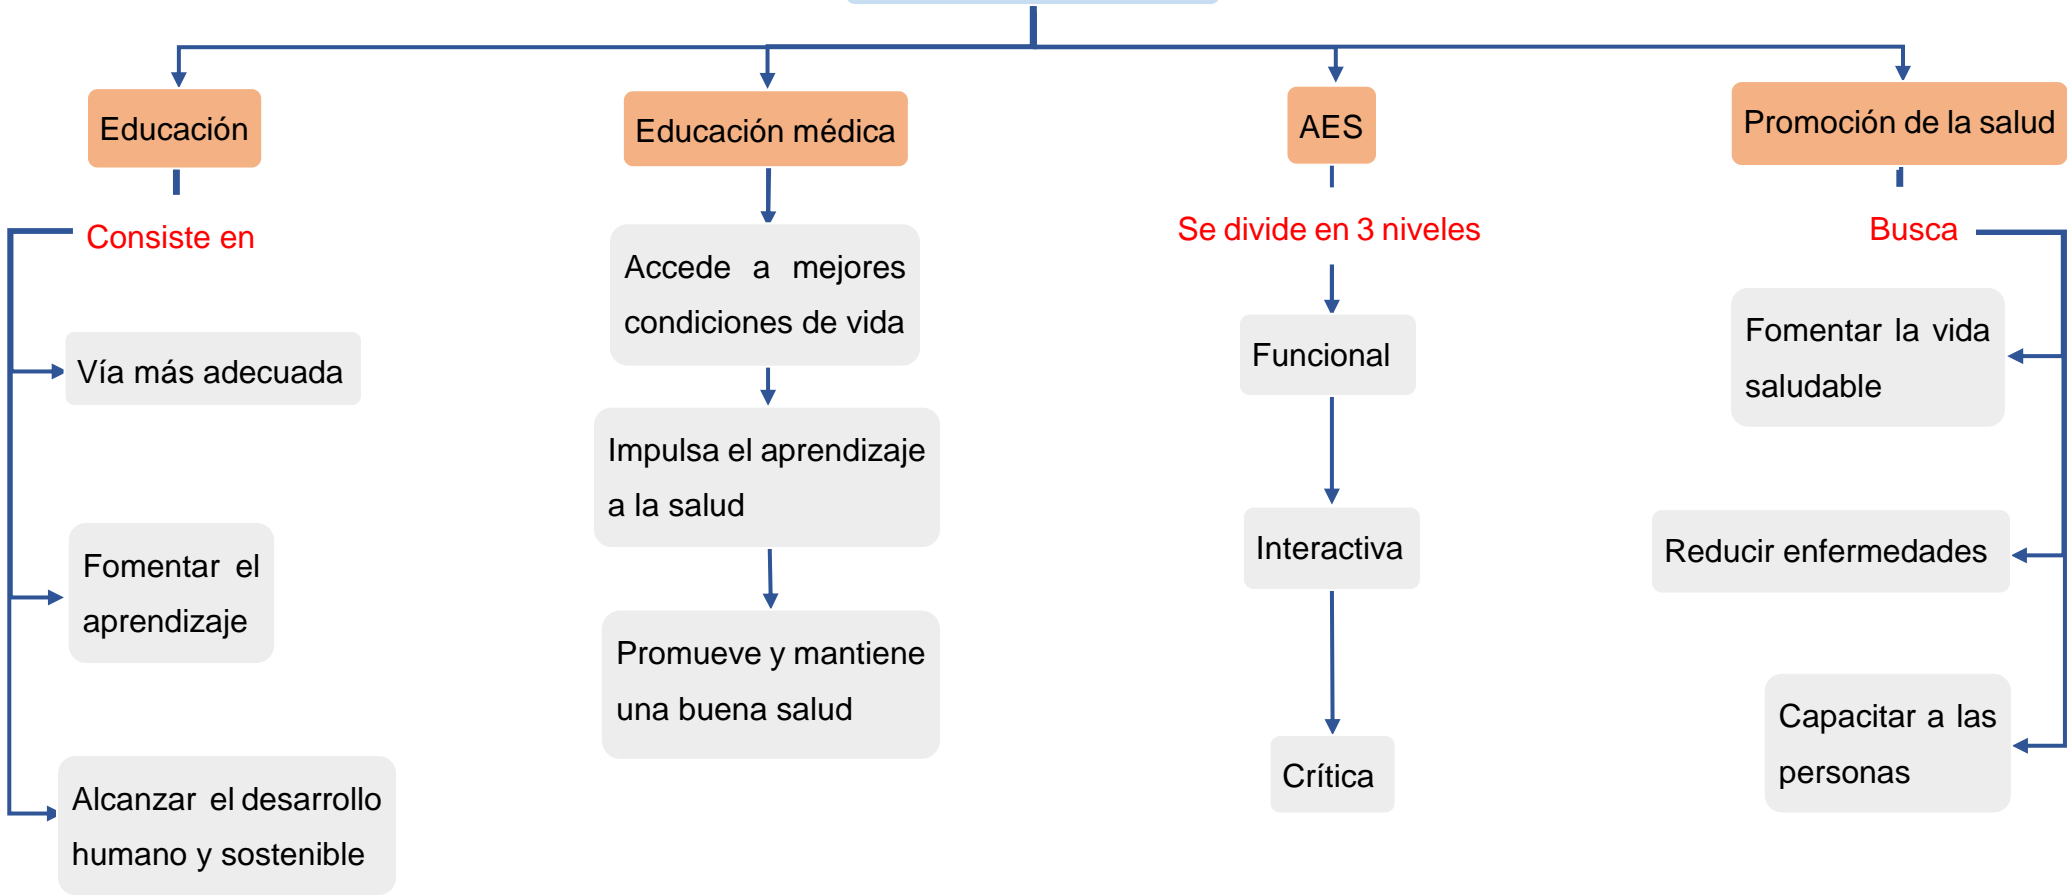 Educación
Consiste en
Vía más adecuada
Fomentar el
aprendizaje
Alcanzar el desarrollo
humano y sostenible
Educación médica
Accede a mejores
condiciones de vida
Impulsa el aprendizaje
a la salud
Promueve y mantiene
una buena salud
AES
Se divide en 3 niveles
Funcional
Interactiva
Crítica
Promoción de la salud
Busca
Fomentar la vida
saludable
Reducir enfermedades
Capacitar a las
personas